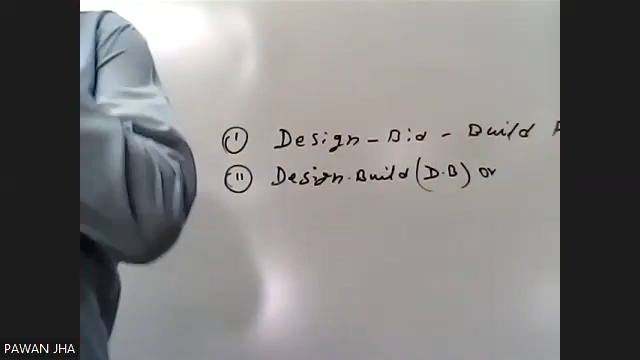 (i) Design - Bid - Build
(ii) Design.Build (D.B) or
PAWAN JHA